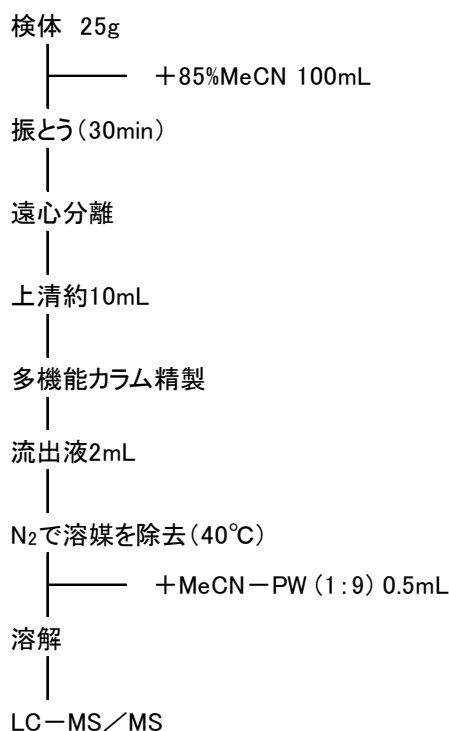 検体 25g
＋85%MeCN 100mL
振とう（30min）
遠心分離
上清約10mL
多機能カラム精製
流出液2mL
N₂で溶媒を除去（40℃）
＋MeCN－PW（1：9）0.5mL
溶解
LC－MS／MS